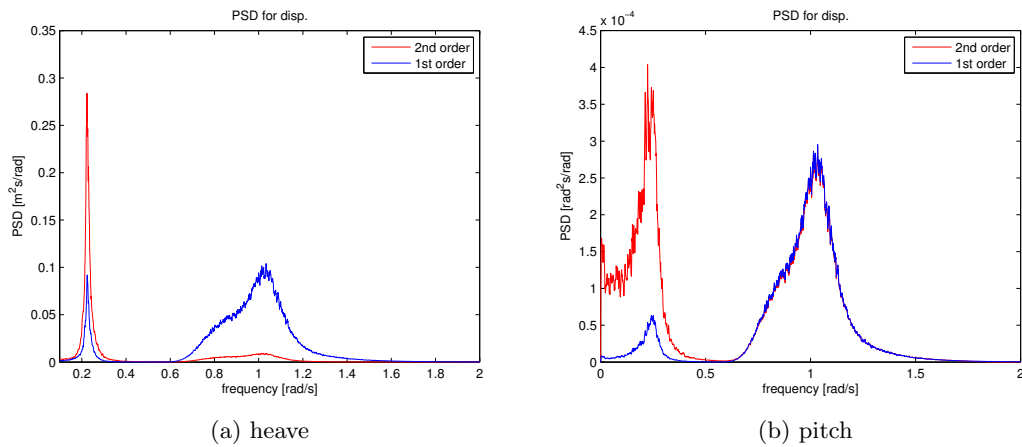 PSD for disp.
0.35
0.3
0.25
0.2
0.15
0.1
0.05
0
PSD [m²s/rad]
2nd order
1st order
0.2 0.4 0.6 0.8 1 1.2 1.4 1.6 1.8 2
frequency [rad/s]
(a) heave
PSD for disp.
x 10⁻⁴
4.5
4
3.5
3
2.5
2
1.5
1
0.5
0
PSD [rad²s/rad]
2nd order
1st order
0 0.5 1 1.5 2
frequency [rad/s]
(b) pitch